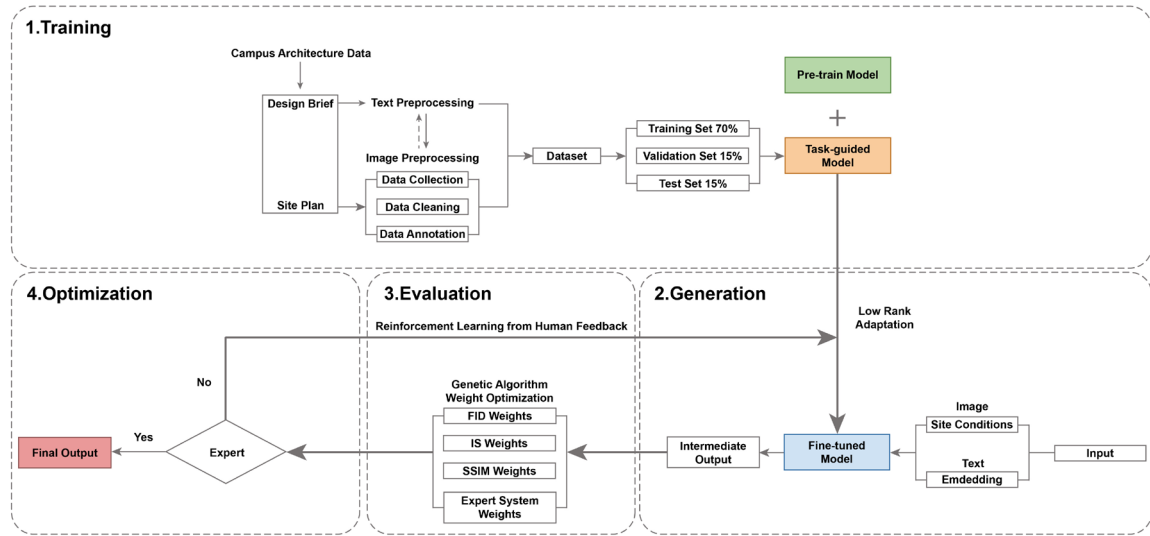 1.Training
Campus Architecture Data
Design Brief
Text Preprocessing
Image Preprocessing
Site Plan
Data Collection
Data Cleaning
Data Annotation
Dataset
Training Set 70%
Validation Set 15%
Test Set 15%
Pre-train Model
+
Task-guided
Model
4.Optimization
3.Evaluation
2.Generation
Reinforcement Learning from Human Feedback
Low Rank
Adaptation
No
Yes
Final Output
Expert
Genetic Algorithm
Weight Optimization
FID Weights
IS Weights
SSIM Weights
Expert System
Weights
Intermediate
Output
Fine-tuned
Model
Image
Site Conditions
Text
Emdedding
Input